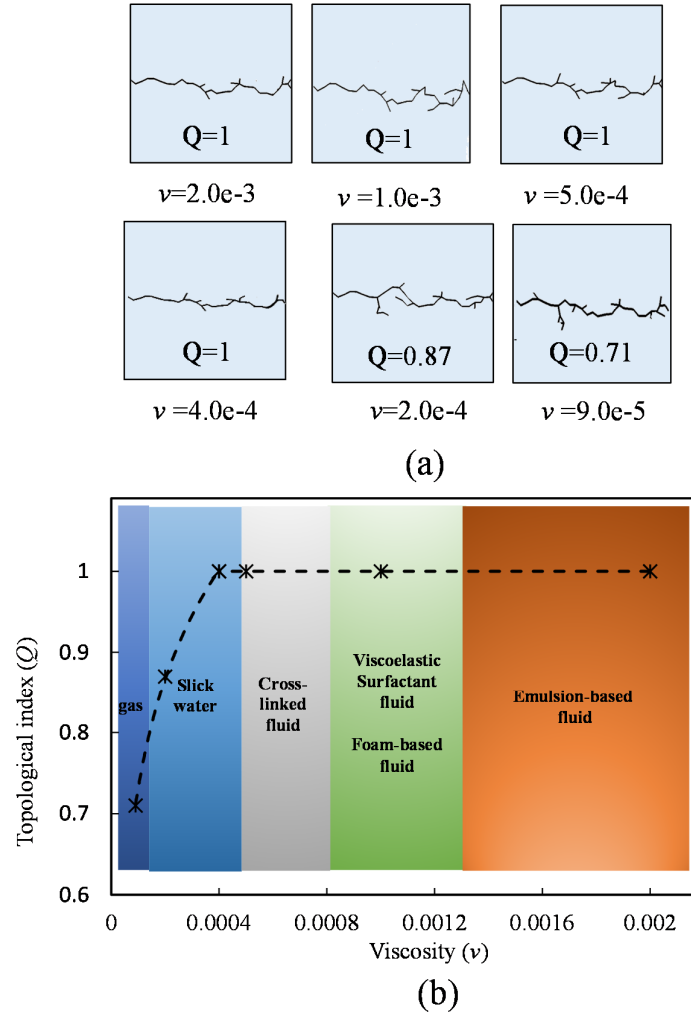 Q=1 Q=1 Q=1
v=2.0e-3 v=1.0e-3 v=5.0e-4
Q=1 Q=0.87 Q=0.71
v =4.0e-4 v=2.0e-4 v=9.0e-5
(a)
Topological index (Q)
1
0.9
0.8
0.7
0.6
gas
Slick
water
Cross-
linked fluid
Viscoelastic
Surfactant
fluid
Foam-based
fluid
Emulsion-based
fluid
0 0.0004 0.0008 0.0012 0.0016 0.002
Viscosity (v)
(b)